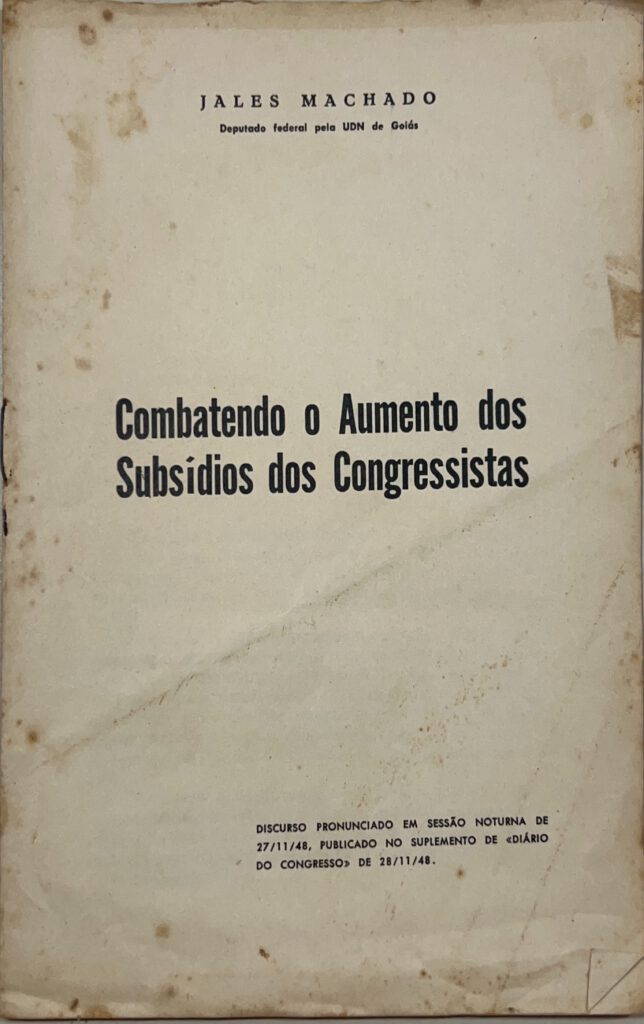 JALES MACHADO
Deputado federal pela UDN de Goiás
Combatendo o Aumento dos
Subsídios dos Congressistas
DISCURSO PRONUNCIADO EM SESSÃO NOTURNA DE
27/11/48, PUBLICADO NO SUPLEMENTO DE «DIÁRIO
DO CONGRESSO» DE 28/11/48.